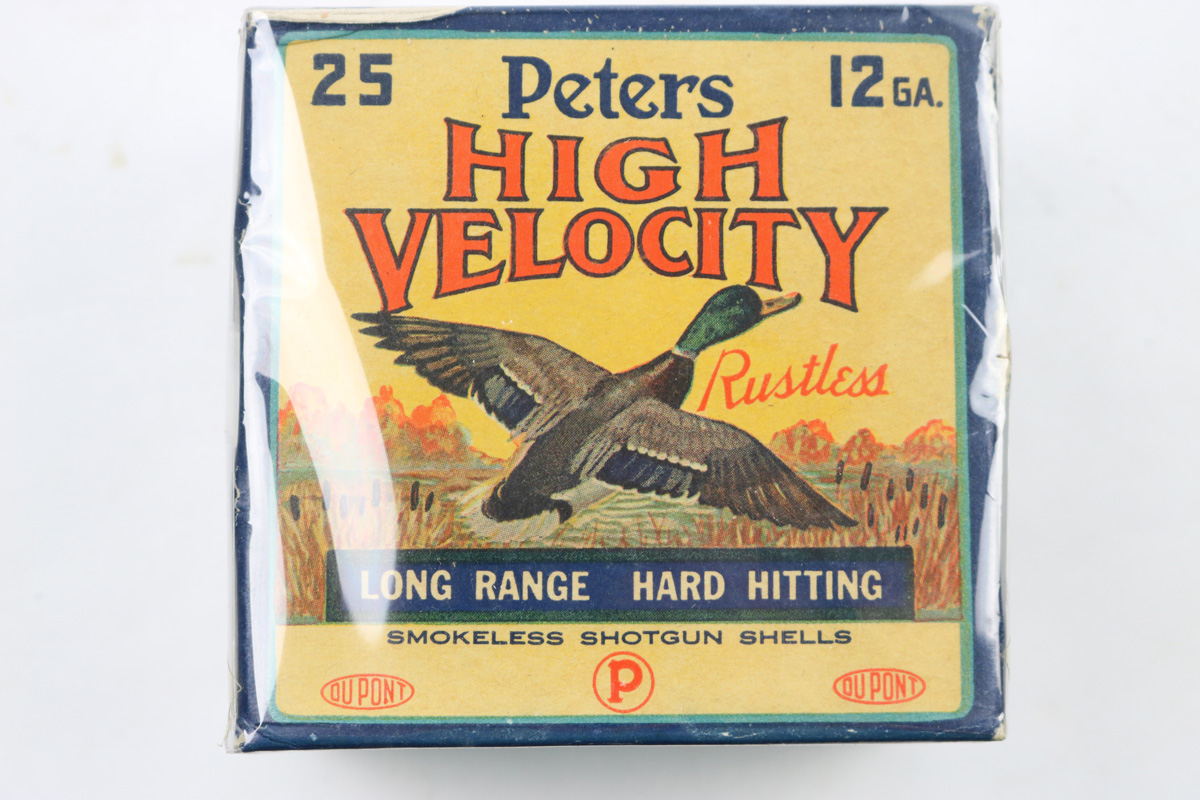 25 Peters 12 GA.
HIGH
VELOCITY
Rustless
LONG RANGE HARD HITTING
SMOKELESS SHOTGUN SHELLS
DU PONT P DU PONT